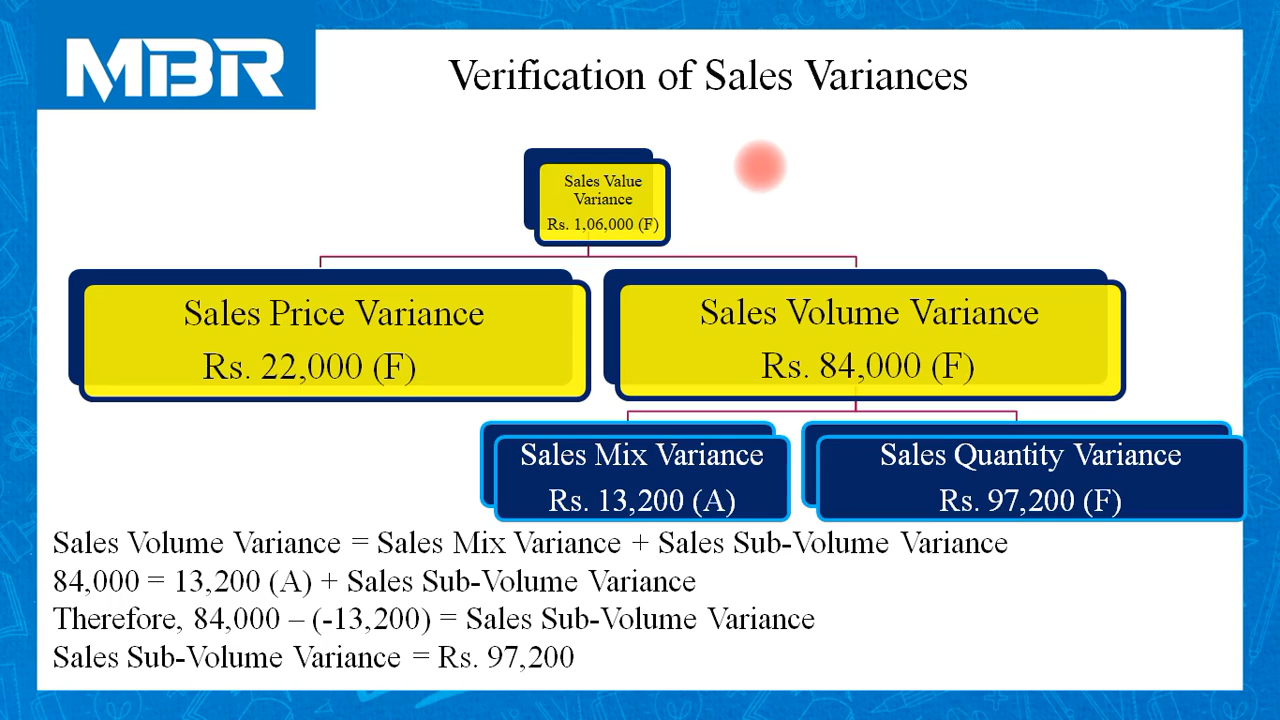 MBR
Verification of Sales Variances
Sales Value
Variance
Rs. 1,06,000 (F)
Sales Price Variance
Rs. 22,000 (F)
Sales Volume Variance
Rs. 84,000 (F)
Sales Mix Variance
Rs. 13,200 (A)
Sales Quantity Variance
Rs. 97,200 (F)
Sales Volume Variance = Sales Mix Variance + Sales Sub-Volume Variance
84,000 = 13,200 (A) + Sales Sub-Volume Variance
Therefore, 84,000 – (-13,200) = Sales Sub-Volume Variance
Sales Sub-Volume Variance = Rs. 97,200